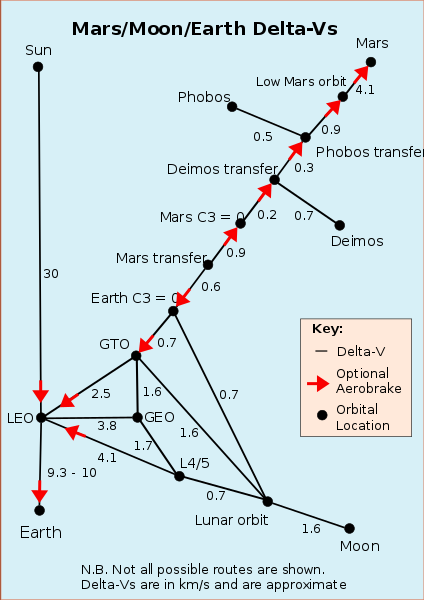 Mars/Moon/Earth Delta-Vs
Sun
Mars
Low Mars orbit
4.1
Phobos
0.9
0.5
Phobos transfer
Deimos transfer
0.3
Mars C3 = 0
0.2
0.7
Deimos
0.9
Mars transfer
30
0.6
Earth C3 = 0
GTO
0.7
Key:
Delta-V
Optional
Aerobrake
Orbital
Location
2.5
1.6
0.7
LEO
GEO
3.8
1.6
1.7
4.1
L4/5
9.3 - 10
0.7
Lunar orbit
1.6
Earth
Moon
N.B. Not all possible routes are shown.
Delta-Vs are in km/s and are approximate